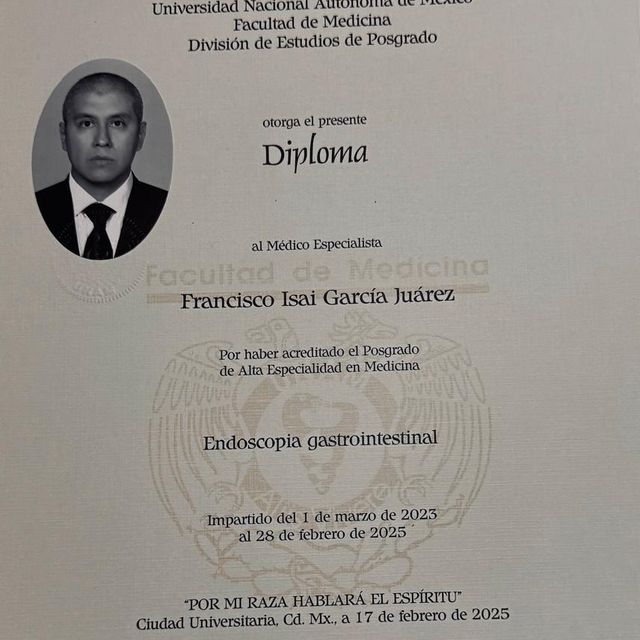 Universidad Nacional Autónoma de México
Facultad de Medicina
División de Estudios de Posgrado
otorga el presente
Diploma
al Médico Especialista
Facultad de Medicina
Francisco Isai García Juárez
Por haber acreditado el Posgrado
de Alta Especialidad en Medicina
Endoscopia gastrointestinal
Impartido del 1 de marzo de 2023
al 28 de febrero de 2025
"POR MI RAZA HABLARÁ EL ESPÍRITU"
Ciudad Universitaria, Cd. Mx., a 17 de febrero de 2025